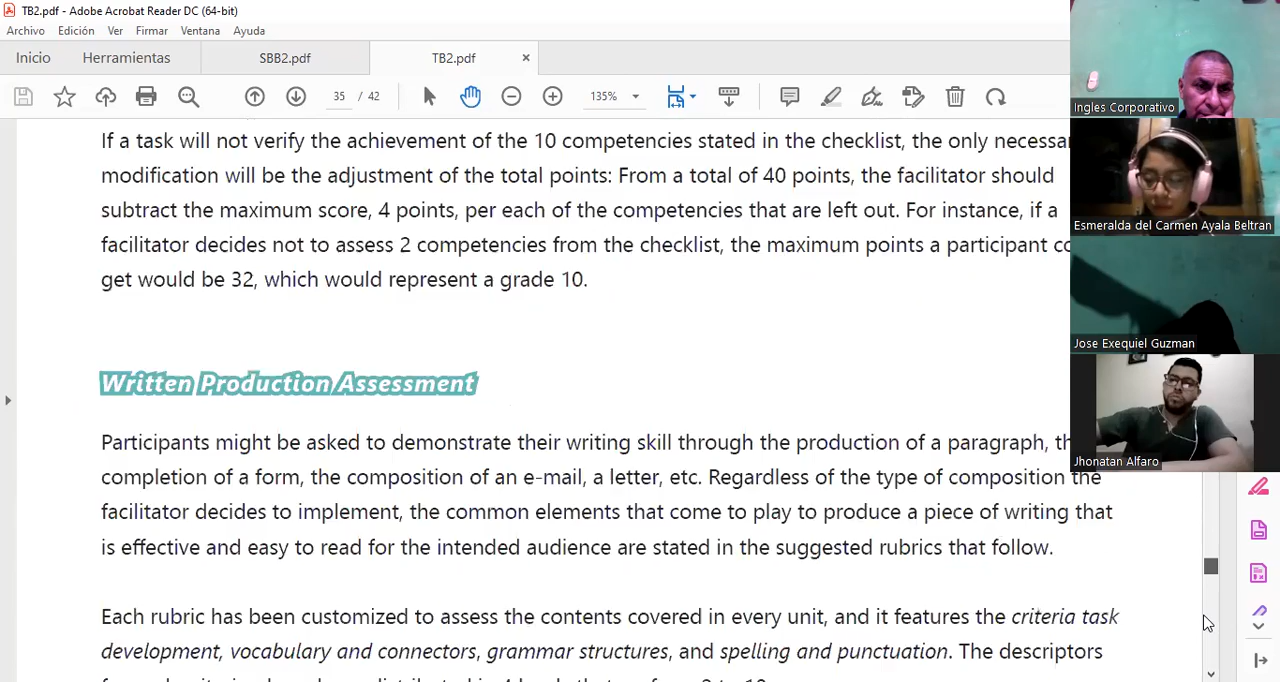 TB2.pdf - Adobe Acrobat Reader DC (64-bit)
Archivo Edición Ver Firmar Ventana Ayuda
Inicio Herramientas SBB2.pdf TB2.pdf ×
35 / 42 135%
If a task will not verify the achievement of the 10 competencies stated in the checklist, the only
modification will be the adjustment of the total points: From a total of 40 points, the facilitator should
subtract the maximum score, 4 points, per each of the competencies that are left out. For instance, if a
facilitator decides not to assess 2 competencies from the checklist, the maximum points a participant
get would be 32, which would represent a grade 10.
Written Production Assessment
Participants might be asked to demonstrate their writing skill through the production of a paragraph,
completion of a form, the composition of an e-mail, a letter, etc. Regardless of the type of composition the
facilitator decides to implement, the common elements that come to play to produce a piece of writing that
is effective and easy to read for the intended audience are stated in the suggested rubrics that follow.
Each rubric has been customized to assess the contents covered in every unit, and it features the criteria task
development, vocabulary and connectors, grammar structures, and spelling and punctuation. The descriptors
Ingles Corporativo
Esmeralda del Carmen Ayala Beltran
Jose Exequiel Guzman
Jhonatan Alfaro